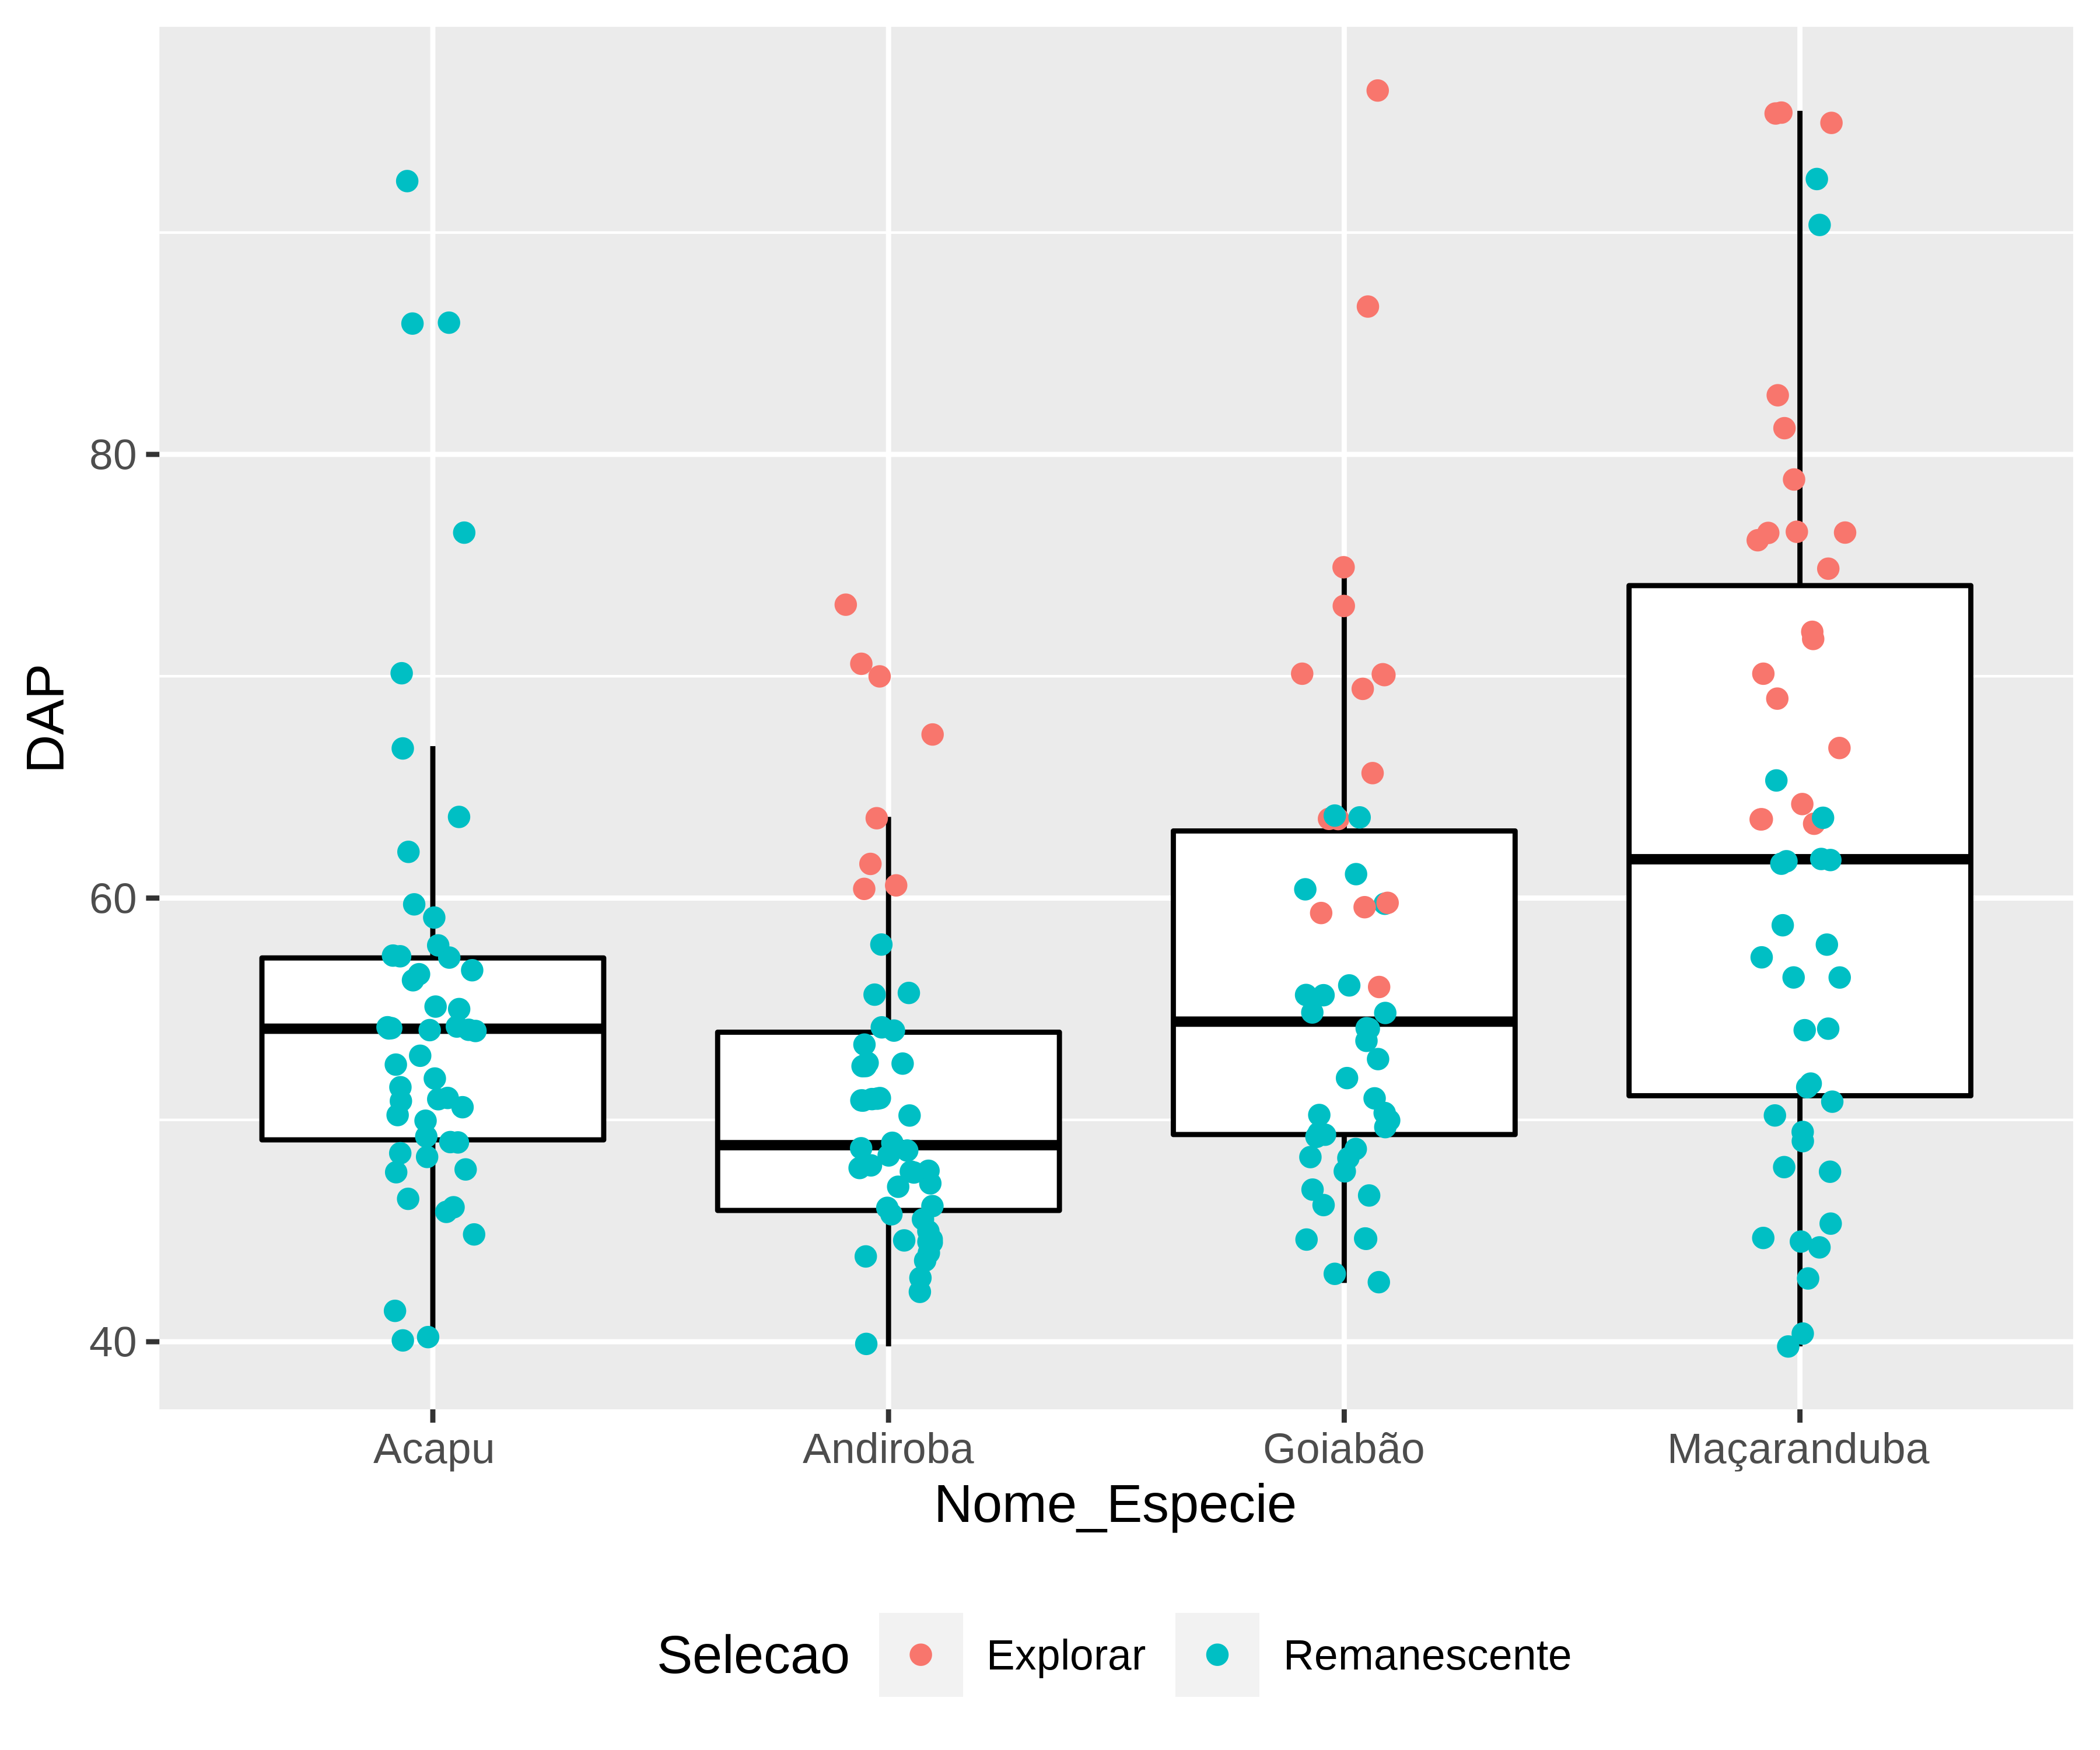 DAP
80
60
40
Acapu Andiroba Goiabão Maçaranduba
Nome_Especie
Selecao Explorar Remanescente